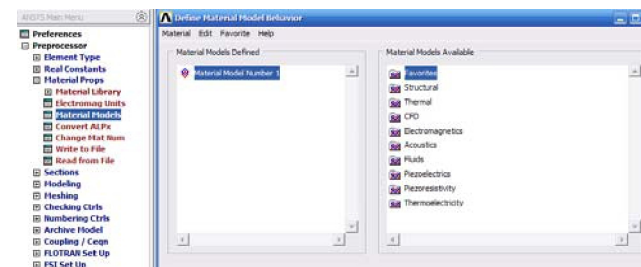 ANSYS Main Menu
Preferences
Preprocessor
Element Type
Real Constants
Material Props
Material Library
Electromag Units
Material Models
Convert ALPx
Change Mat Num
Write to File
Read from File
Sections
Modeling
Meshing
Checking Ctrls
Numbering Ctrls
Archive Model
Coupling / Ceqn
FLOTRAN Set Up
FSI Set Up
Define Material Model Behavior
Material Edit Favorite Help
Material Models Defined
Material Model Number 1
Material Models Available
Favorites
Structural
Thermal
CFD
Electromagnetics
Acoustics
Fluids
Piezoelectrics
Piezoresistivity
Thermoelectricity